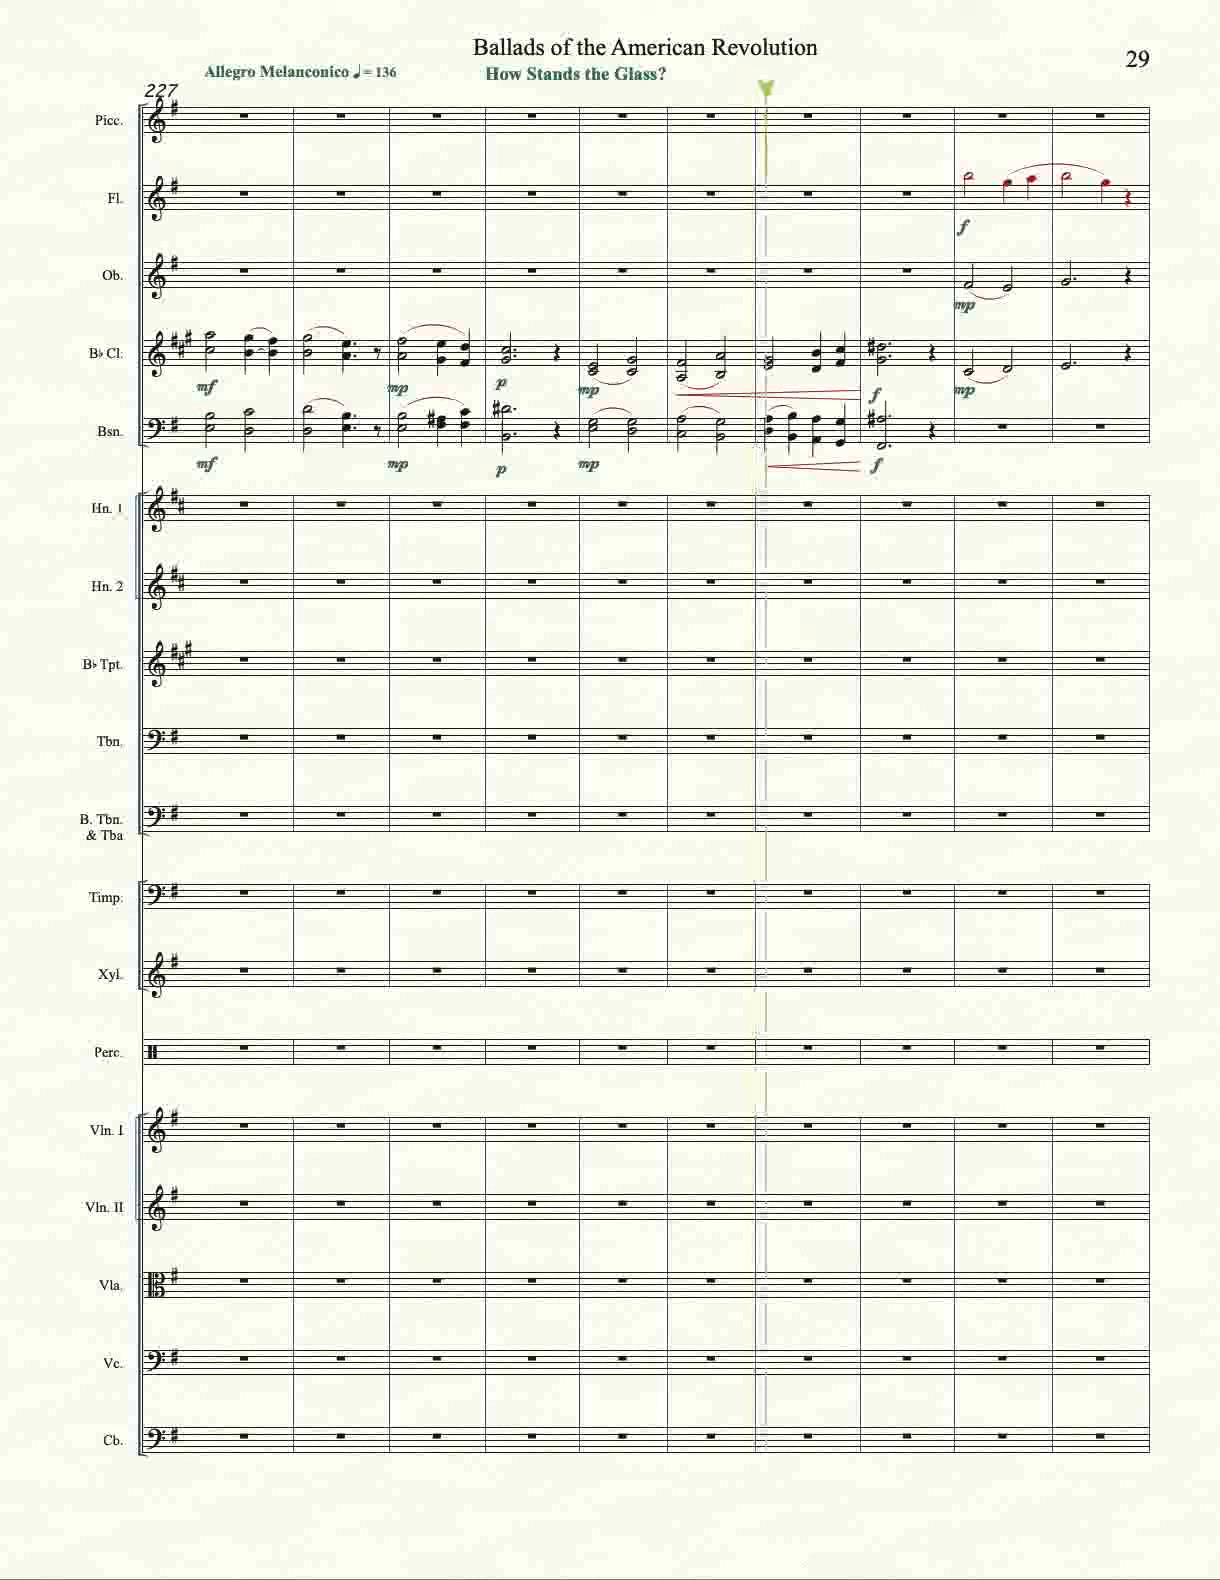 Ballads of the American Revolution
29
Allegro Melanconico ♩ = 136
How Stands the Glass?
227
Picc.
Fl.
f
Ob.
mp
B♭ Cl.
mf mp p mp f mp
Bsn.
mf mp p mp f
Hn. 1
Hn. 2
B♭ Tpt.
Tbn.
B. Tbn.
& Tba
Timp.
Xyl.
Perc.
Vln. I
Vln. II
Vla.
Vc.
Cb.